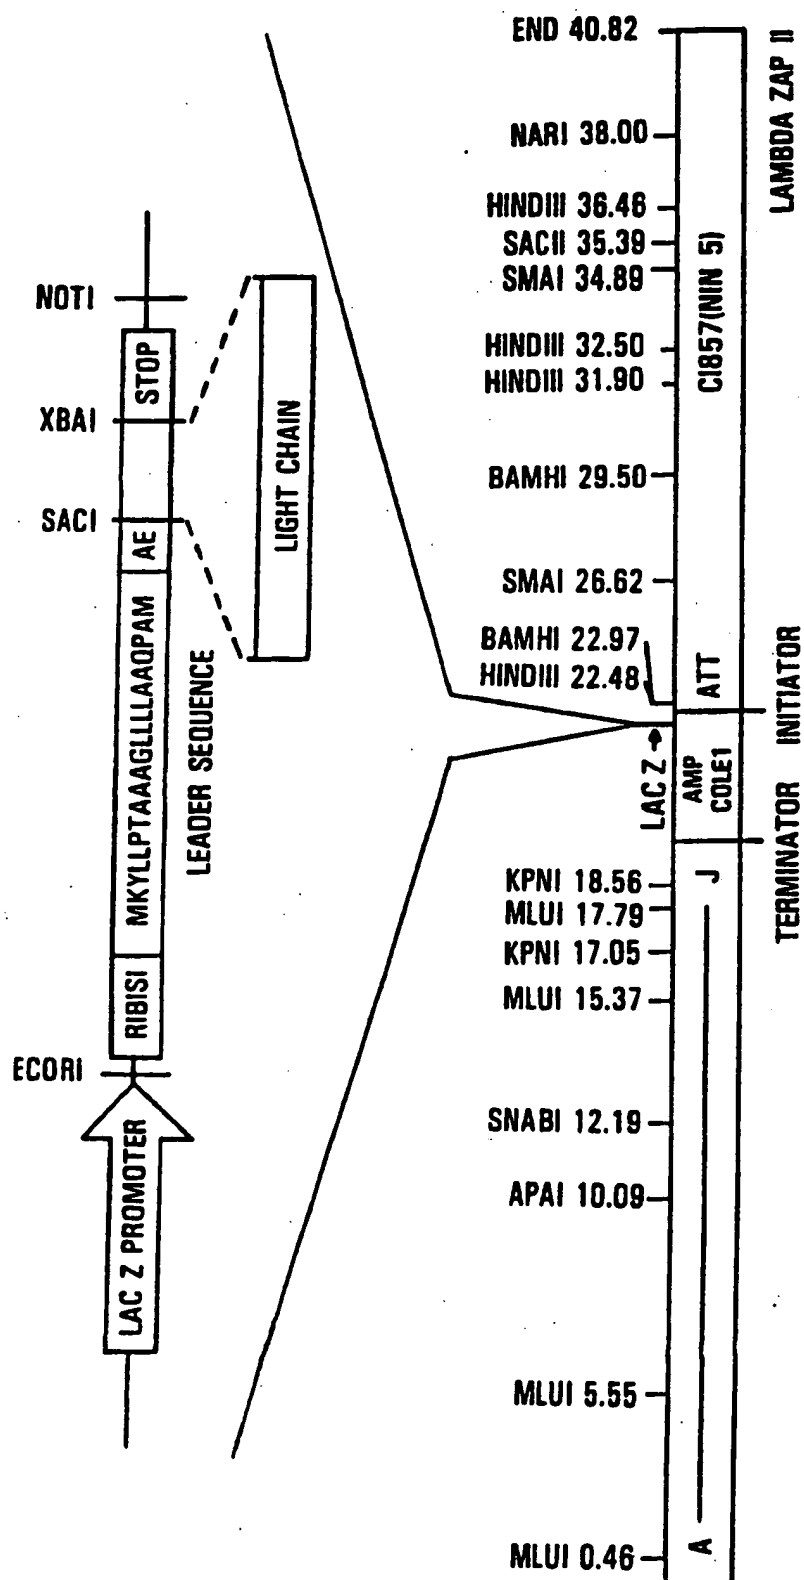 END 40.82
NARI 38.00
HINDIII 36.46
SACII 35.39
SMAI 34.89
HINDIII 32.50
HINDIII 31.90
BAMHI 29.50
SMAI 26.62
BAMHI 22.97
HINDIII 22.48
LAC Z
KPNI 18.56
MLUI 17.79
KPNI 17.05
MLUI 15.37
SNABI 12.19
APAI 10.09
MLUI 5.55
MLUI 0.46
LAMBDA ZAP II
CI857(NIN 5)
ATT
INITIATOR
AMP
COLE1
TERMINATOR
J
A
NOTI
STOP
XBAI
SACI
AE
LIGHT CHAIN
MKYLLPTAAAGLLLLAAQPAM
LEADER SEQUENCE
RIBISI
ECORI
LAC Z PROMOTER